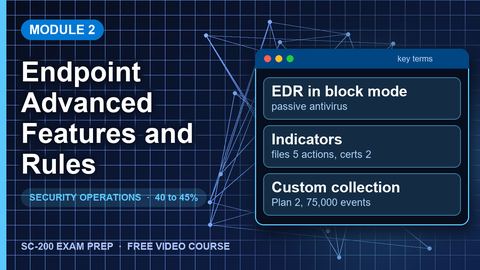 MODULE 2
Endpoint
Advanced
Features and
Rules
SECURITY OPERATIONS · 40 to 45%
SC-200 EXAM PREP · FREE VIDEO COURSE
key terms
EDR in block mode
passive antivirus
Indicators
files 5 actions, certs 2
Custom collection
Plan 2, 75,000 events